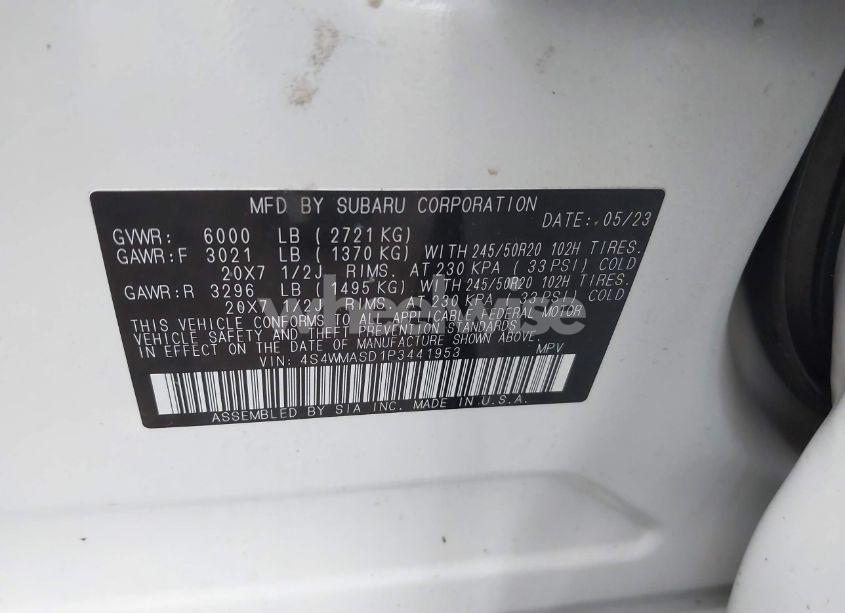 MFD BY SUBARU CORPORATION
DATE: 05/23
GVWR: 6000 LB ( 2721 KG)
GAWR:F 3021 LB ( 1370 KG) WITH 245/50R20 102H TIRES.
20X7 1/2J RIMS. AT 230 KPA ( 33 PSI) COLD
GAWR:R 3296 LB ( 1495 KG) WITH 245/50R20 102H TIRES.
20X7 1/2J RIMS. AT 230 KPA ( 33 PSI) COLD
THIS VEHICLE CONFORMS TO ALL APPLICABLE FEDERAL MOTOR
VEHICLE SAFETY AND THEFT PREVENTION STANDARDS
IN EFFECT ON THE DATE OF MANUFACTURE SHOWN ABOVE.
VIN: 4S4WMASD1P3441953 MPV
ASSEMBLED BY SIA INC. MADE IN U.S.A.
wheelwise